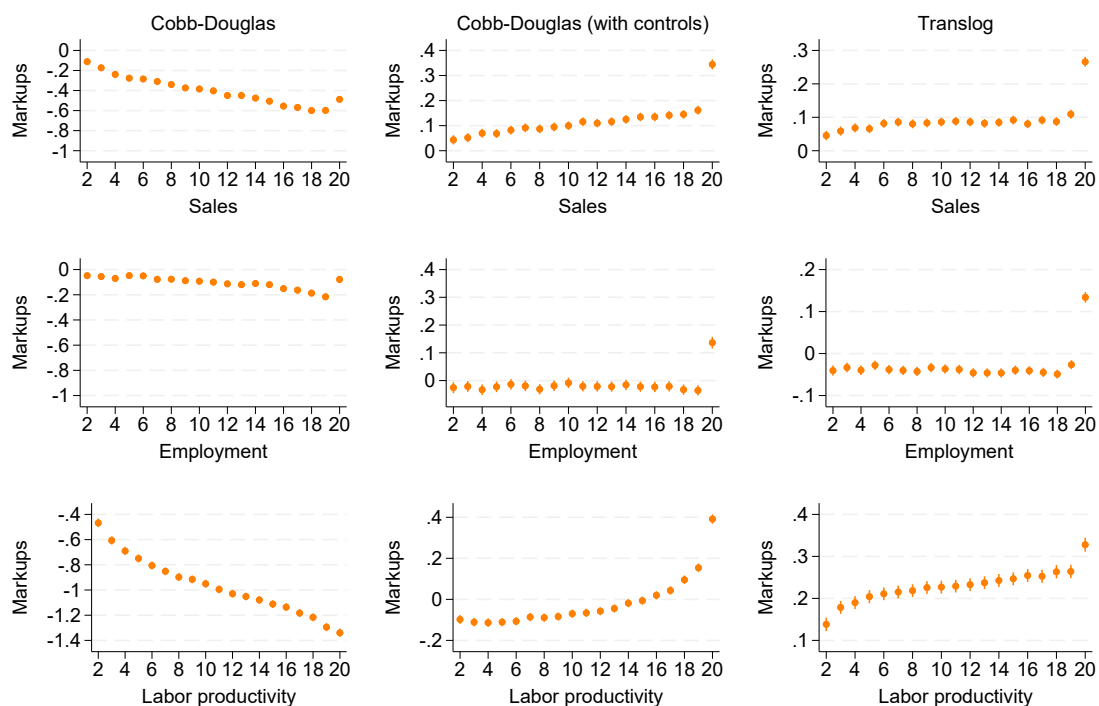 Cobb-Douglas
Cobb-Douglas (with controls)
Translog
Markups
0
-.2
-.4
-.6
-.8
-1
2 4 6 8 10 12 14 16 18 20
Sales
Markups
.4
.3
.2
.1
0
2 4 6 8 10 12 14 16 18 20
Sales
Markups
.3
.2
.1
0
2 4 6 8 10 12 14 16 18 20
Sales
Markups
0
-.2
-.4
-.6
-.8
-1
2 4 6 8 10 12 14 16 18 20
Employment
Markups
.4
.3
.2
.1
0
2 4 6 8 10 12 14 16 18 20
Employment
Markups
.2
.1
0
-.1
2 4 6 8 10 12 14 16 18 20
Employment
Markups
-.4
-.6
-.8
-1
-1.2
-1.4
2 4 6 8 10 12 14 16 18 20
Labor productivity
Markups
.4
.2
0
-.2
2 4 6 8 10 12 14 16 18 20
Labor productivity
Markups
.4
.3
.2
.1
2 4 6 8 10 12 14 16 18 20
Labor productivity